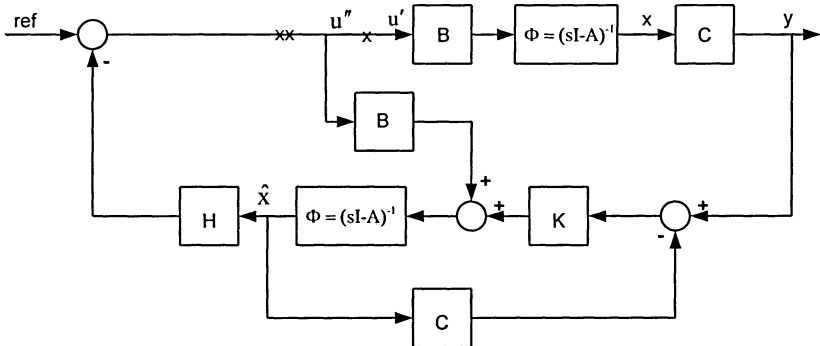 ref
-
xx
u″
x
u′
B
Φ = (sI-A)⁻¹
x
C
y
B
+
H
x̂
Φ = (sI-A)⁻¹
+
K
+
-
C